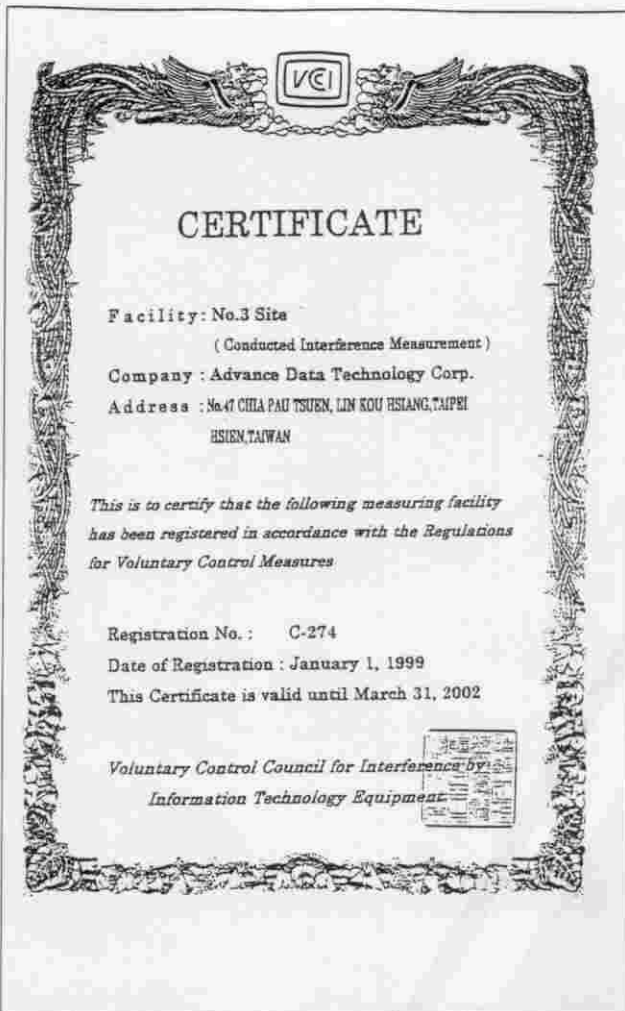 VCCI
CERTIFICATE
Facility: No.3 Site
( Conducted Interference Measurement )
Company : Advance Data Technology Corp.
Address : No.47 CHIA PAU TSUEN, LIN KOU HSIANG,TAIPEI
HSIEN,TAIWAN
This is to certify that the following measuring facility
has been registered in accordance with the Regulations
for Voluntary Control Measures
Registration No. : C-274
Date of Registration : January 1, 1999
This Certificate is valid until March 31, 2002
Voluntary Control Council for Interference by
Information Technology Equipment